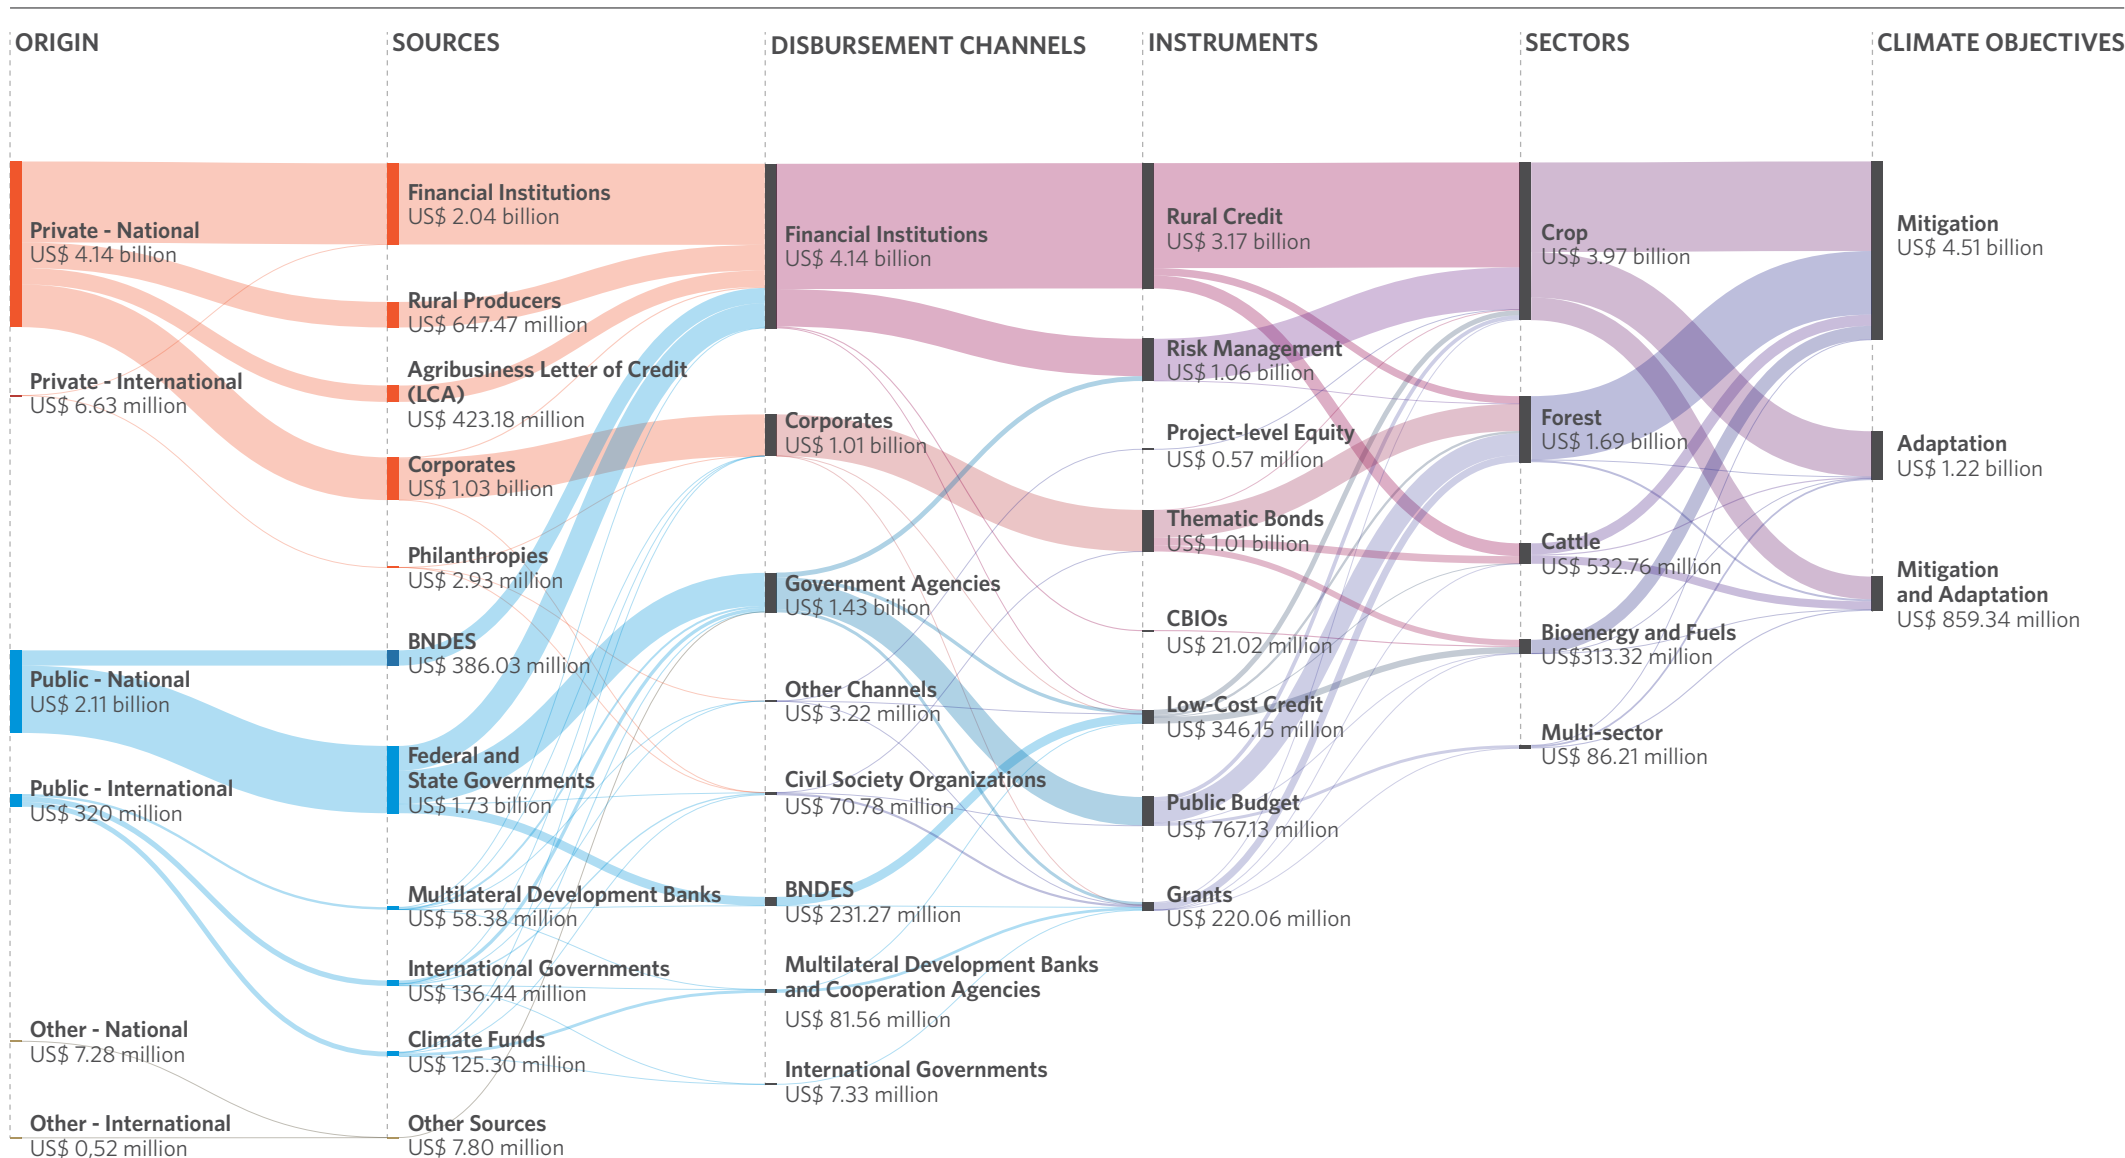 ORIGIN
SOURCES
DISBURSEMENT CHANNELS
INSTRUMENTS
SECTORS
CLIMATE OBJECTIVES
Private - National
US$ 4.14 billion
Private - International
US$ 6.63 million
Public - National
US$ 2.11 billion
Public - International
US$ 320 million
Other - National
US$ 7.28 million
Other - International
US$ 0,52 million
Financial Institutions
US$ 2.04 billion
Rural Producers
US$ 647.47 million
Agribusiness Letter of Credit
(LCA)
US$ 423.18 million
Corporates
US$ 1.03 billion
Philanthropies
US$ 2.93 million
BNDES
US$ 386.03 million
Federal and
State Governments
US$ 1.73 billion
Multilateral Development Banks
US$ 58.38 million
International Governments
US$ 136.44 million
Climate Funds
US$ 125.30 million
Other Sources
US$ 7.80 million
Financial Institutions
US$ 4.14 billion
Corporates
US$ 1.01 billion
Government Agencies
US$ 1.43 billion
Other Channels
US$ 3.22 million
Civil Society Organizations
US$ 70.78 million
BNDES
US$ 231.27 million
Multilateral Development Banks
and Cooperation Agencies
US$ 81.56 million
International Governments
US$ 7.33 million
Rural Credit
US$ 3.17 billion
Risk Management
US$ 1.06 billion
Project-level Equity
US$ 0.57 million
Thematic Bonds
US$ 1.01 billion
CBIOs
US$ 21.02 million
Low-Cost Credit
US$ 346.15 million
Public Budget
US$ 767.13 million
Grants
US$ 220.06 million
Crop
US$ 3.97 billion
Forest
US$ 1.69 billion
Cattle
US$ 532.76 million
Bioenergy and Fuels
US$313.32 million
Multi-sector
US$ 86.21 million
Mitigation
US$ 4.51 billion
Adaptation
US$ 1.22 billion
Mitigation
and Adaptation
US$ 859.34 million